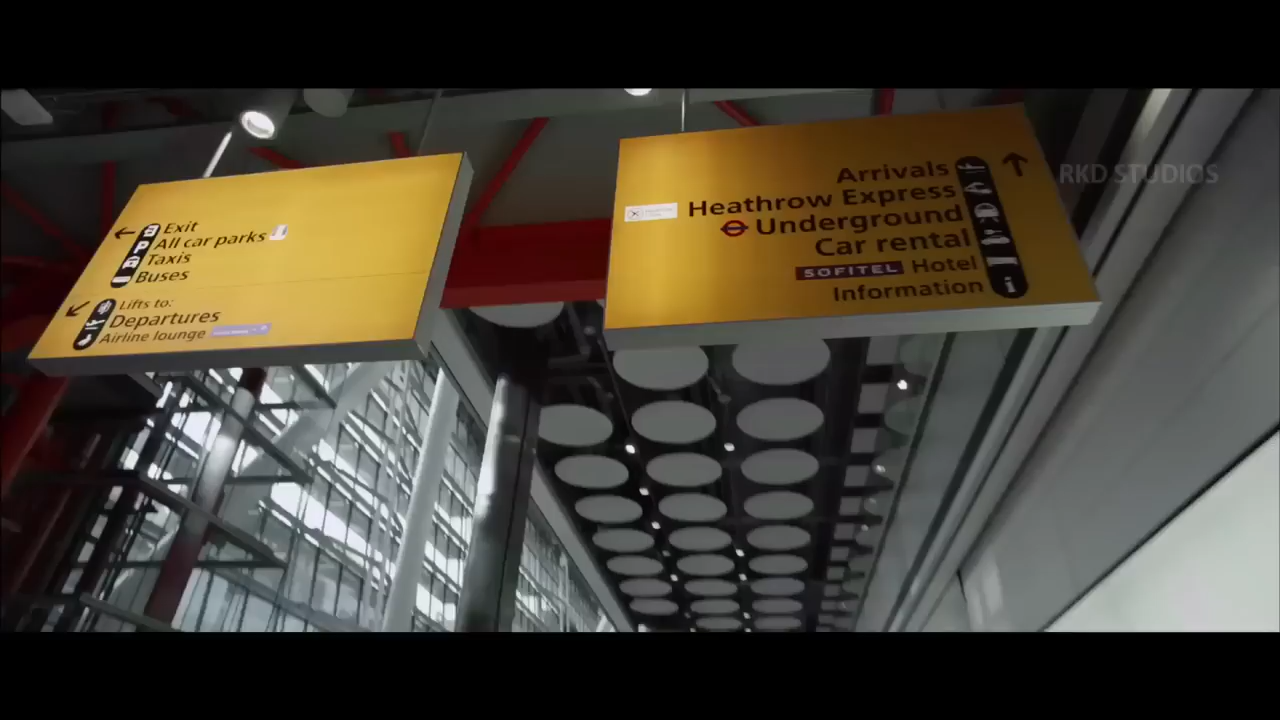 Exit
All car parks
Taxis
Buses
Lifts to:
Departures
Airline lounge
Arrivals
Heathrow Express
Underground
Car rental
SOFITEL Hotel
Information
RKD STUDIOS